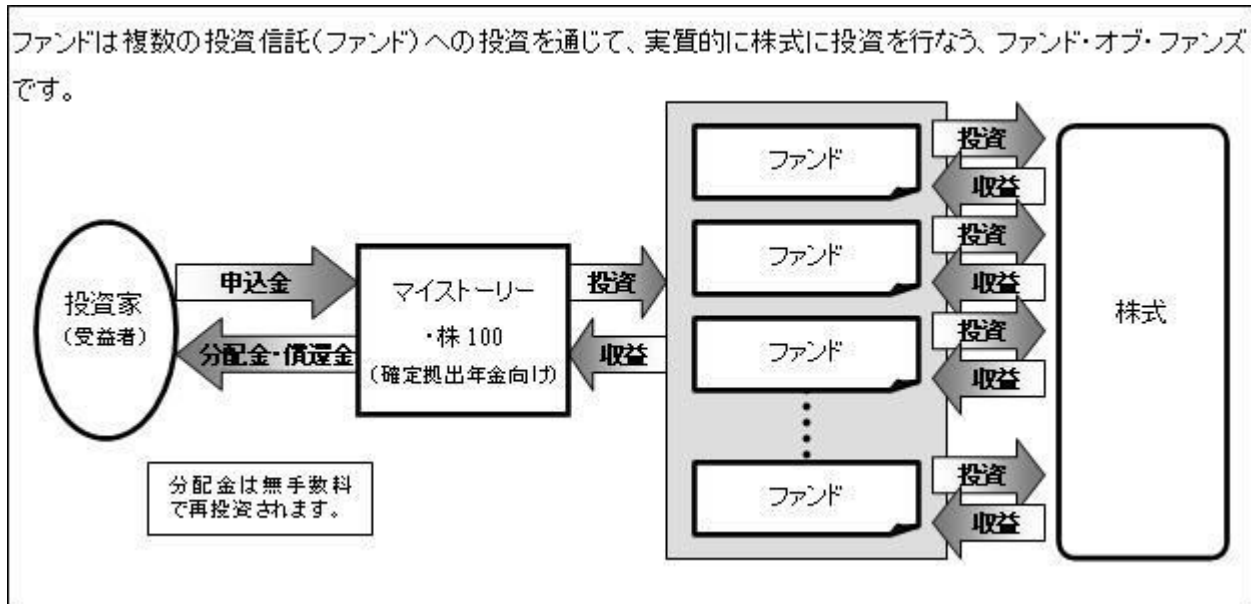 ファンドは複数の投資信託(ファンド)への投資を通じて、実質的に株式に投資を行なう、ファンド・オブ・ファンズ
です。
投資家
(受益者)
申込金
分配金・償還金
マイストーリー
・株 100
(確定拠出年金向け)
投資
収益
ファンド
ファンド
ファンド
ファンド
投資
収益
投資
収益
投資
収益
投資
収益
株式
分配金は無手数料
で再投資されます。